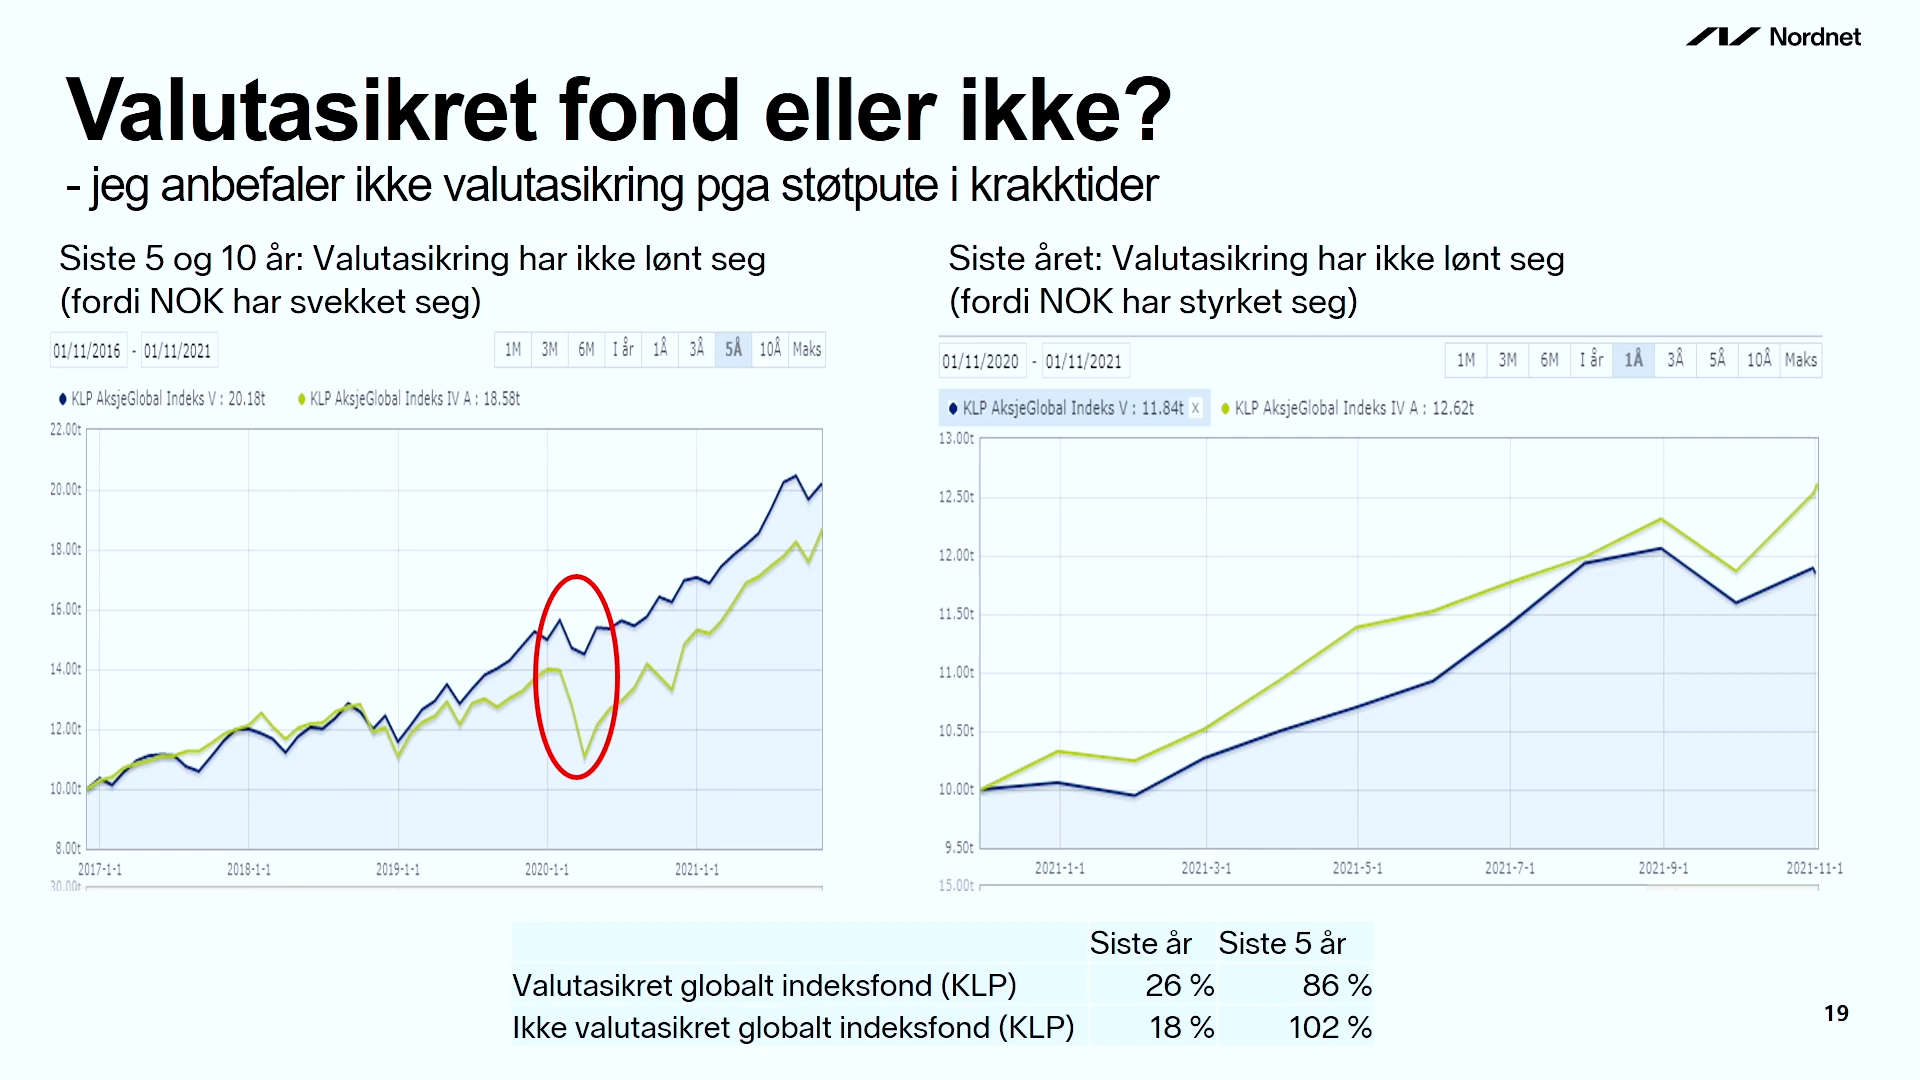 Nordnet
Valutasikret fond eller ikke?
- jeg anbefaler ikke valutasikring pga støtpute i krakktider
Siste 5 og 10 år: Valutasikring har ikke lønt seg
(fordi NOK har svekket seg)
01/11/2016 - 01/11/2021
1M 3M 6M I år 1Å 3Å 5Å 10Å Maks
KLP AksjeGlobal Indeks V : 20.18t KLP AksjeGlobal Indeks IV A : 18.58t
22.00t
20.00t
18.00t
16.00t
14.00t
12.00t
10.00t
8.00t
2017-1-1 2018-1-1 2019-1-1 2020-1-1 2021-1-1
30.00t
Siste året: Valutasikring har ikke lønt seg
(fordi NOK har styrket seg)
01/11/2020 - 01/11/2021
1M 3M 6M I år 1Å 3Å 5Å 10Å Maks
KLP AksjeGlobal Indeks V : 11.84t x KLP AksjeGlobal Indeks IV A : 12.62t
13.00t
12.50t
12.00t
11.50t
11.00t
10.50t
10.00t
9.50t
2021-1-1 2021-3-1 2021-5-1 2021-7-1 2021-9-1 2021-11-1
15.00t
Siste år Siste 5 år
Valutasikret globalt indeksfond (KLP) 26 % 86 %
Ikke valutasikret globalt indeksfond (KLP) 18 % 102 %
19